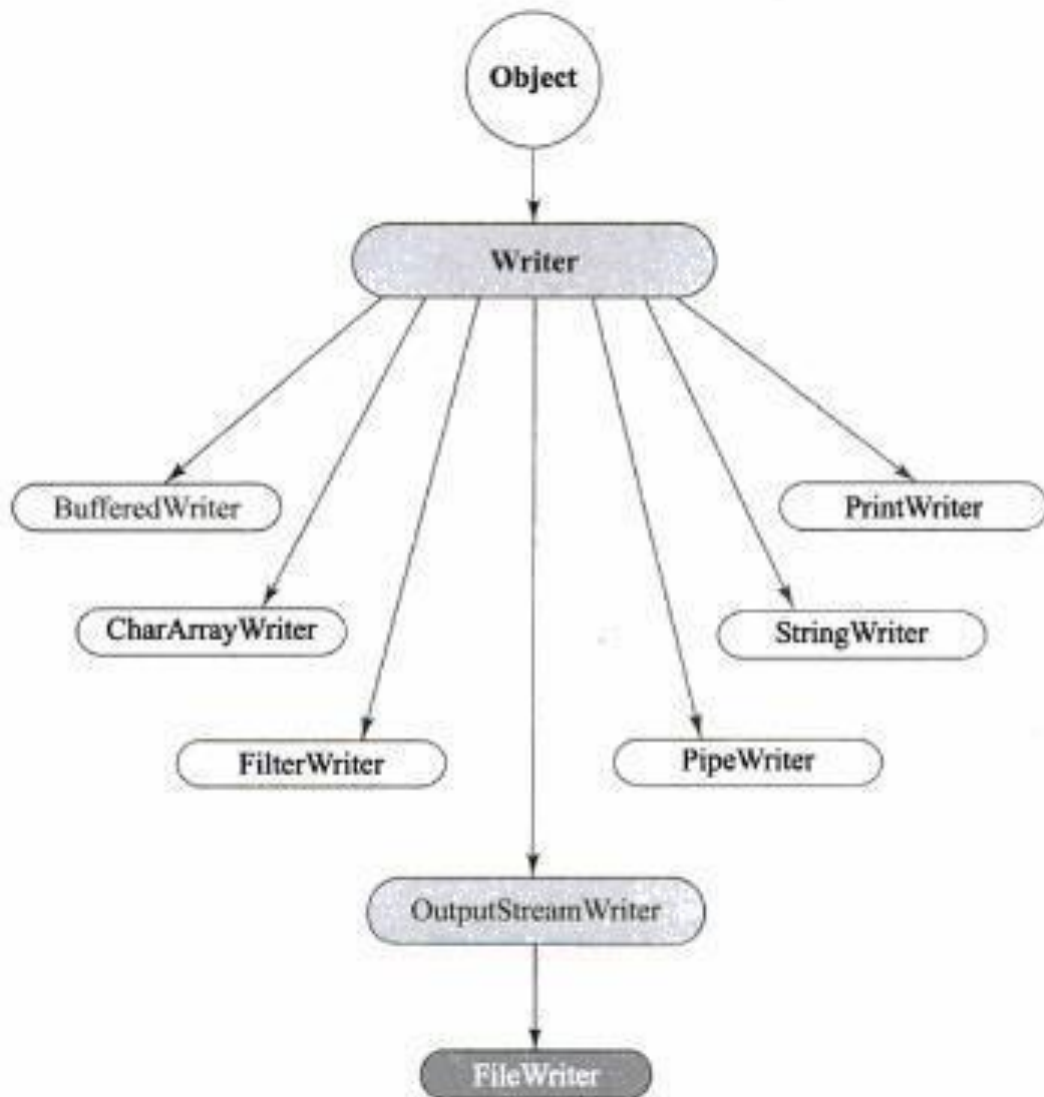 Object
Writer
BufferedWriter
PrintWriter
CharArrayWriter
StringWriter
FilterWriter
PipeWriter
OutputStreamWriter
FileWriter